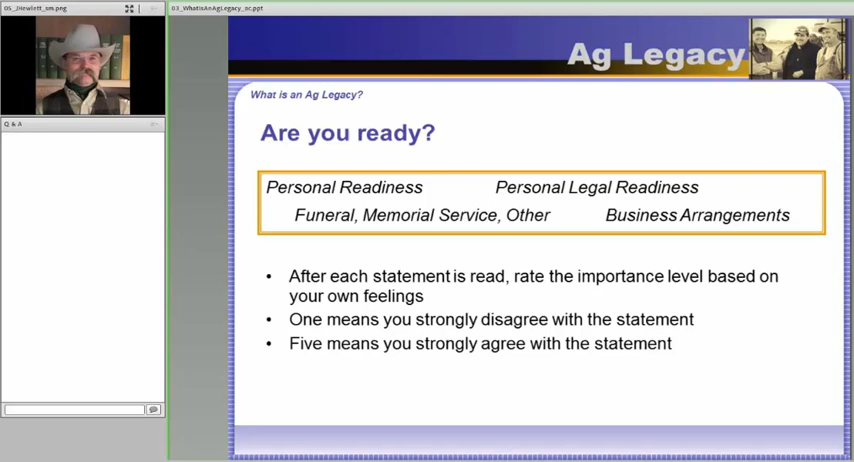 05_JHewlett_sm.png
03_WhatIsAnAgLegacy_oc.ppt
Q & A
Ag Legacy
What is an Ag Legacy?
Are you ready?
Personal Readiness Personal Legal Readiness
Funeral, Memorial Service, Other Business Arrangements
• After each statement is read, rate the importance level based on
your own feelings
• One means you strongly disagree with the statement
• Five means you strongly agree with the statement